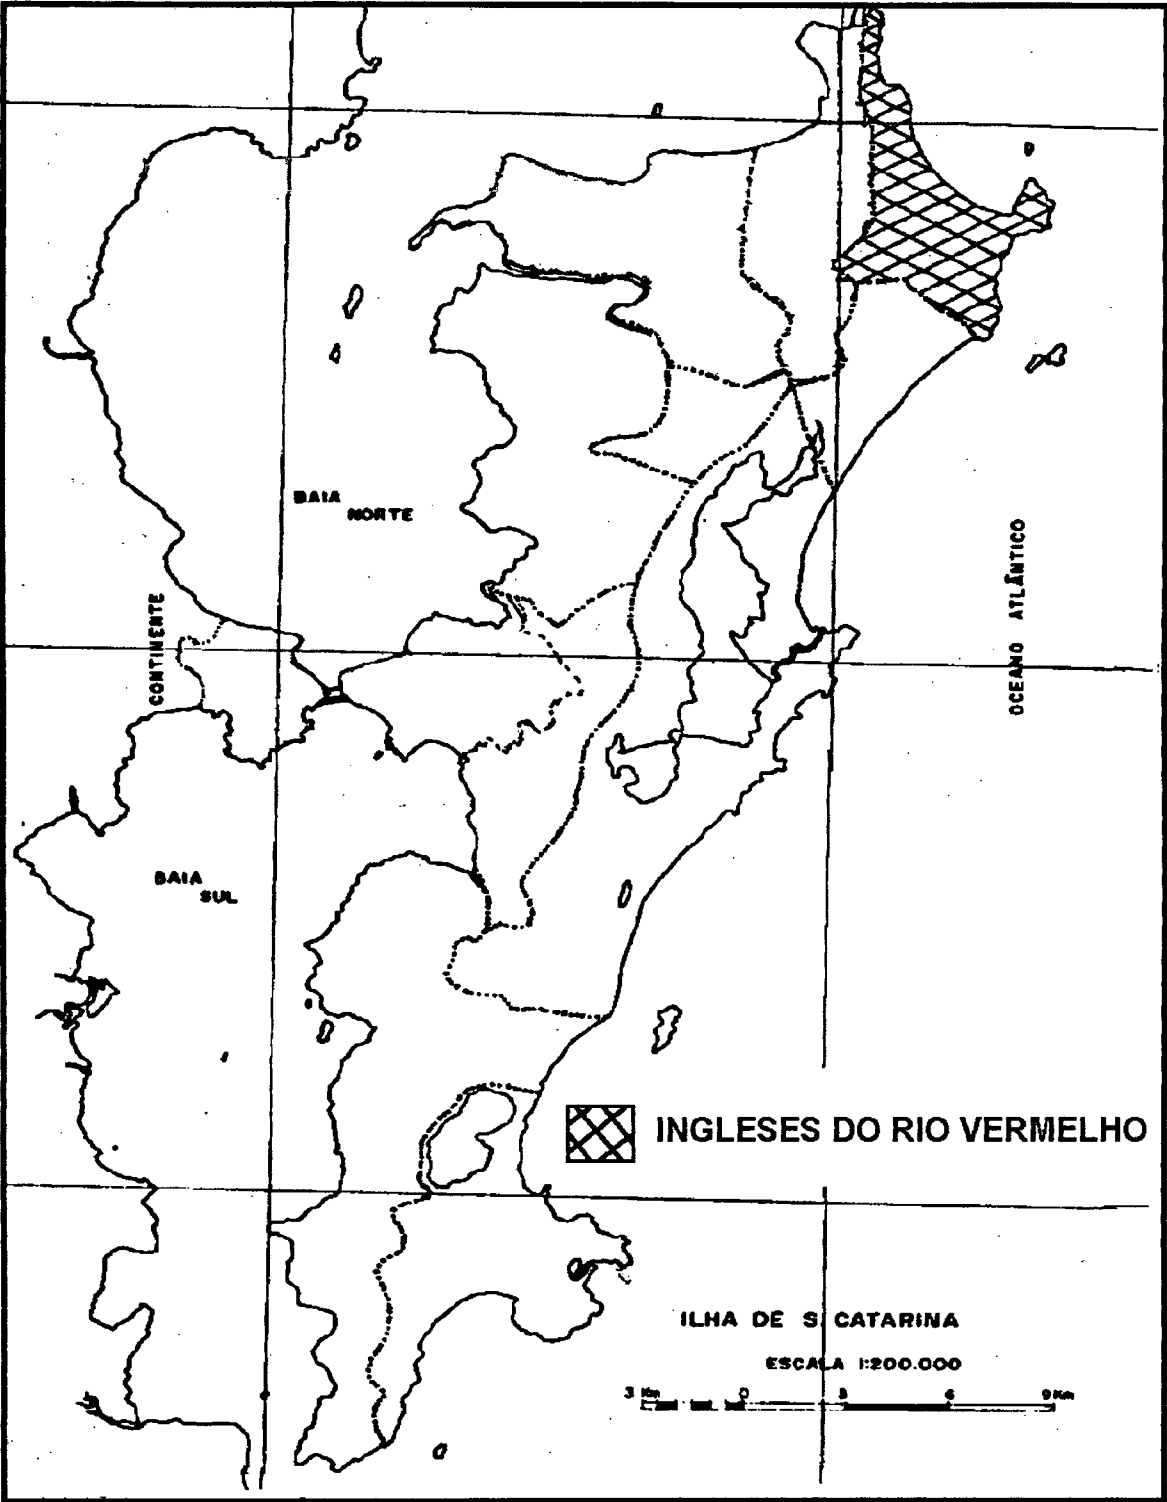 BAIA
NORTE
CONTINENTE
OCEANO ATLÂNTICO
BAIA
SUL
INGLESES DO RIO VERMELHO
ILHA DE S. CATARINA
ESCALA 1:200.000
3 Km 0 3 6 9 Km